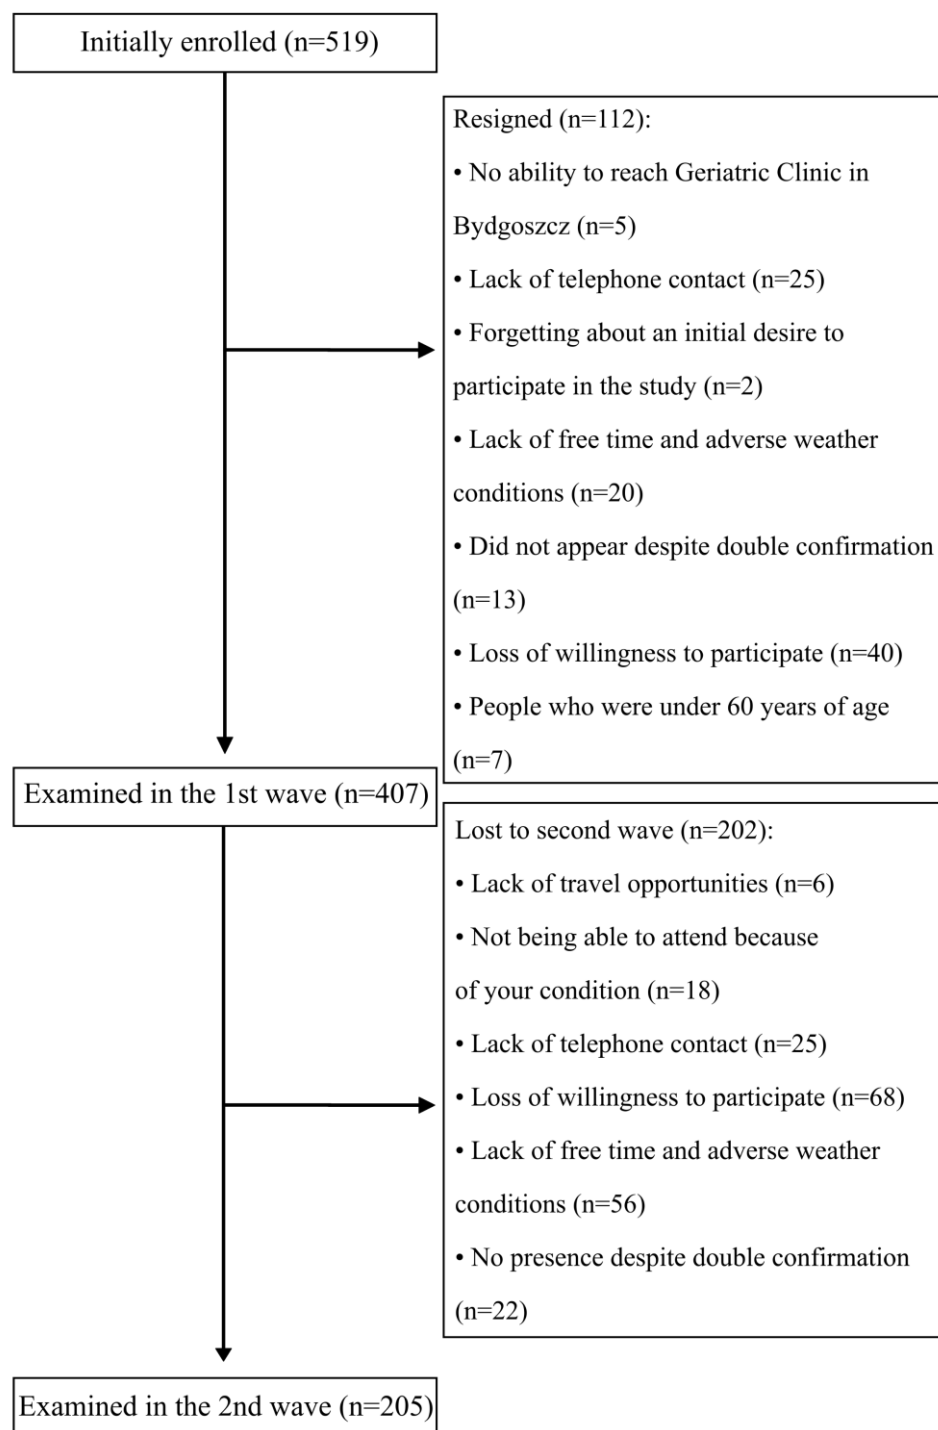 Initially enrolled (n=519)
Resigned (n=112):
• No ability to reach Geriatric Clinic in
Bydgoszcz (n=5)
• Lack of telephone contact (n=25)
• Forgetting about an initial desire to
participate in the study (n=2)
• Lack of free time and adverse weather
conditions (n=20)
• Did not appear despite double confirmation
(n=13)
• Loss of willingness to participate (n=40)
• People who were under 60 years of age
(n=7)
Examined in the 1st wave (n=407)
Lost to second wave (n=202):
• Lack of travel opportunities (n=6)
• Not being able to attend because
of your condition (n=18)
• Lack of telephone contact (n=25)
• Loss of willingness to participate (n=68)
• Lack of free time and adverse weather
conditions (n=56)
• No presence despite double confirmation
(n=22)
Examined in the 2nd wave (n=205)